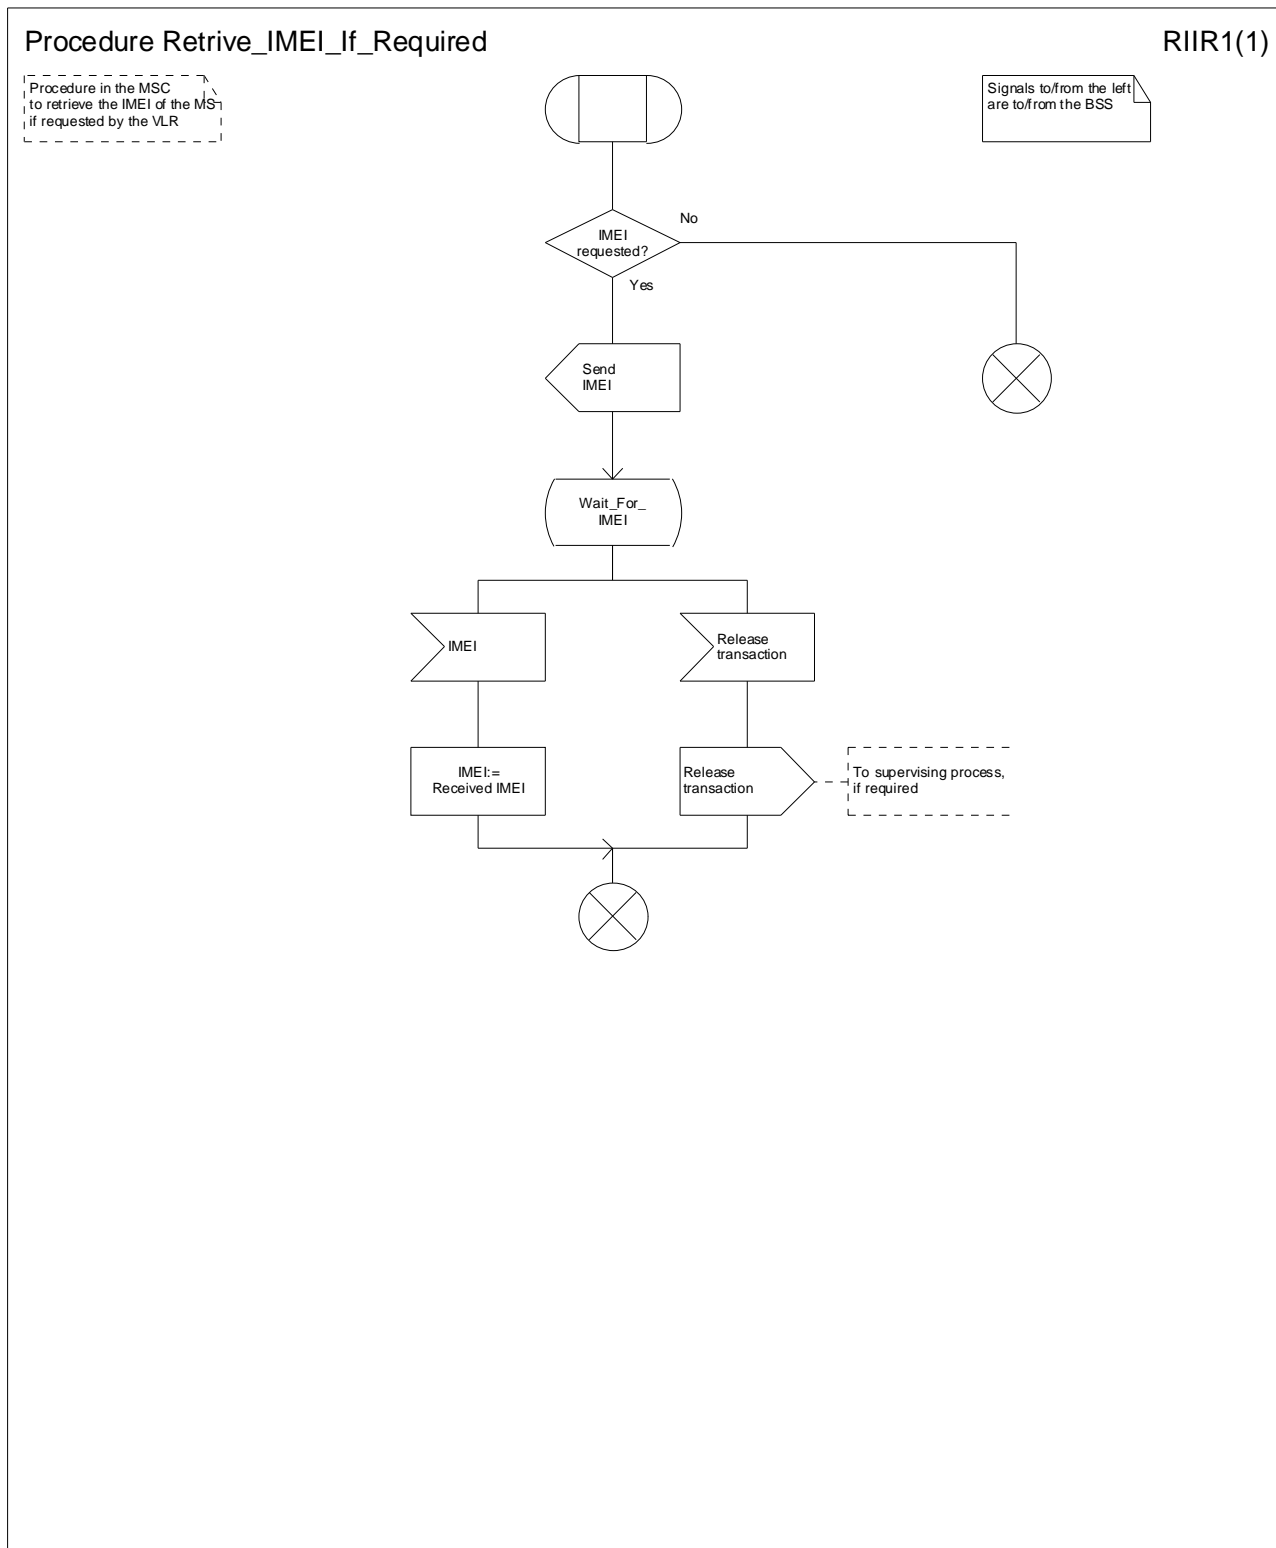 Procedure Retrive_IMEI_If_Required
RIIR1(1)
Procedure in the MSC
to retrieve the IMEI of the MS
if requested by the VLR
Signals to/from the left
are to/from the BSS
No
IMEI
requested?
Yes
Send
IMEI
Wait_For_
IMEI
IMEI
Release
transaction
IMEI:=
Received IMEI
Release
transaction
To supervising process,
if required